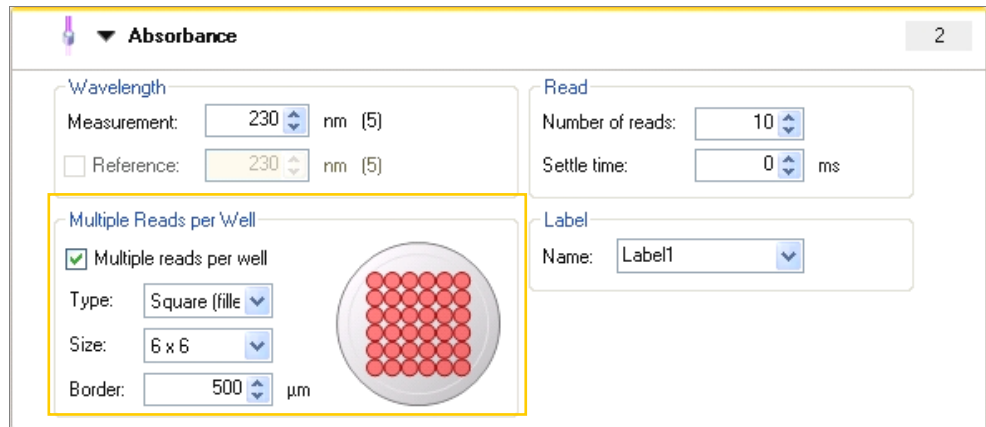 Absorbance 2
Wavelength
Measurement: 230 nm (5)
Reference: 230 nm (5)
Read
Number of reads: 10
Settle time: 0 ms
Multiple Reads per Well
Multiple reads per well
Type: Square (fille
Size: 6 x 6
Border: 500 µm
Label
Name: Label1